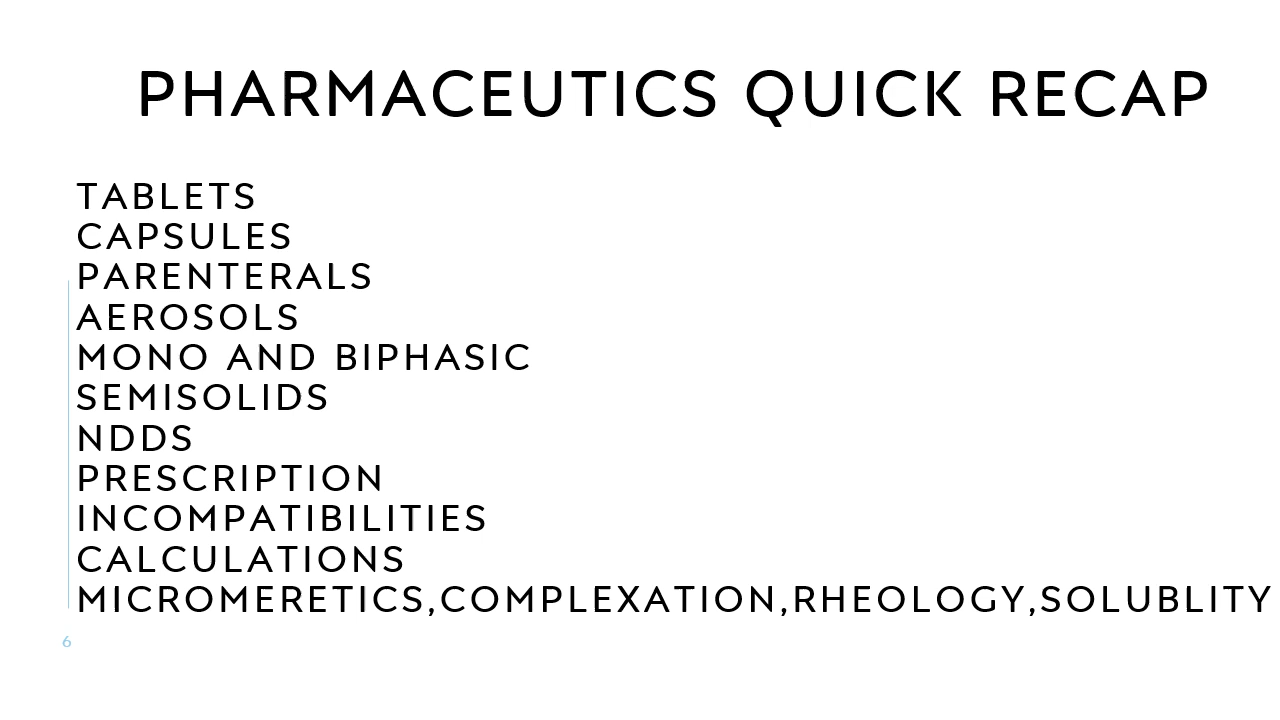 PHARMACEUTICS QUICK RECAP
TABLETS
CAPSULES
PARENTERALS
AEROSOLS
MONO AND BIPHASIC
SEMISOLIDS
NDDS
PRESCRIPTION
INCOMPATIBILITIES
CALCULATIONS
MICROMERETICS,COMPLEXATION,RHEOLOGY,SOLUBLITY
6